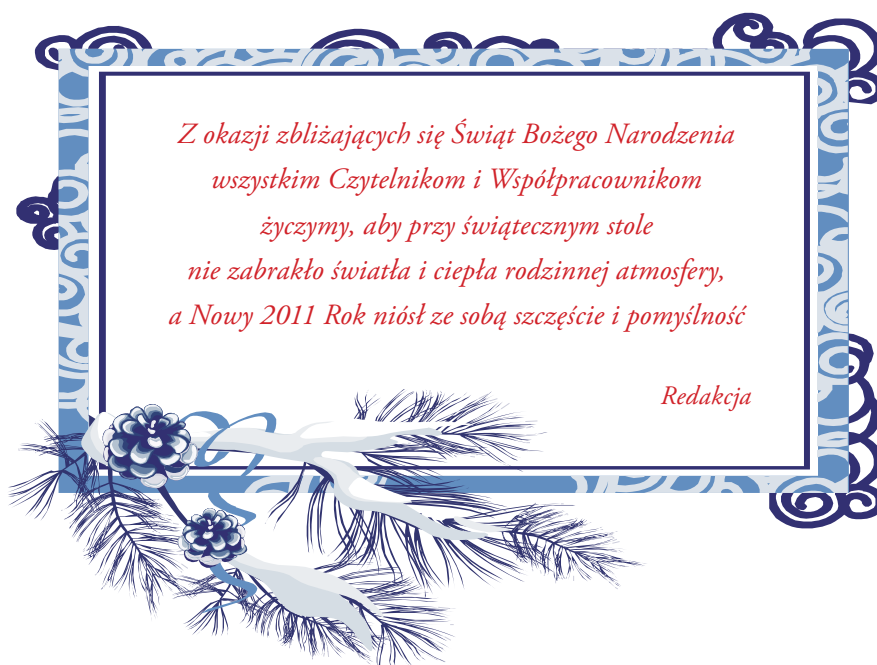 Z okazji zbliżających się Świąt Bożego Narodzenia
wszystkim Czytelnikom i Współpracownikom
życzymy, aby przy świątecznym stole
nie zabrakło światła i ciepła rodzinnej atmosfery,
a Nowy 2011 Rok niósł ze sobą szczęście i pomyślność
Redakcja